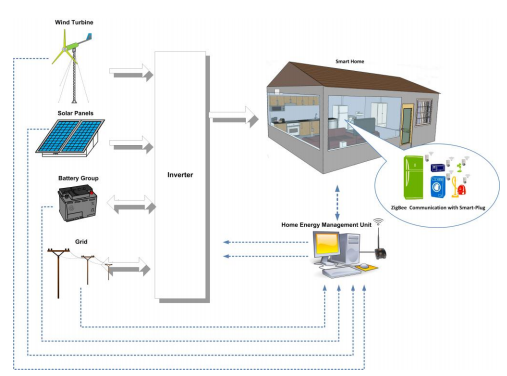 Wind Turbine
Smart Home
Solar Panels
Inverter
Battery Group
ZigBee Communication with Smart-Plug
Home Energy Management Unit
Grid